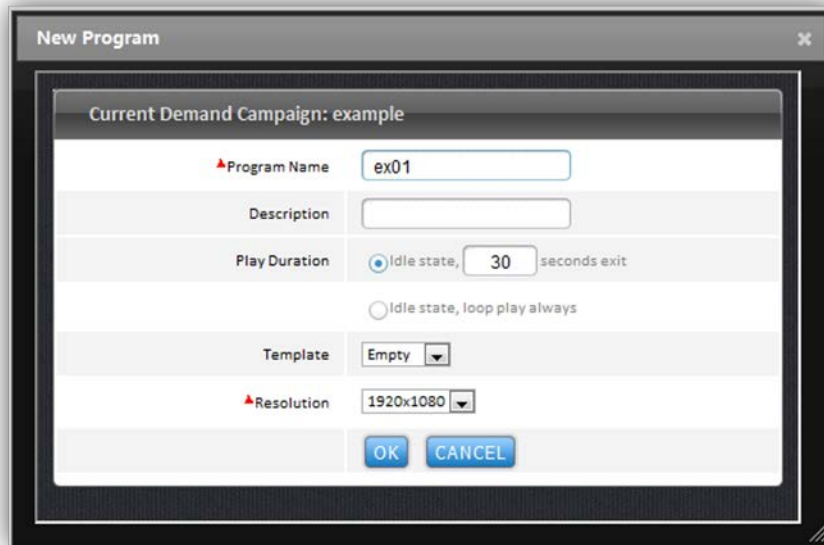 New Program
Current Demand Campaign: example
Program Name ex01
Description
Play Duration Idle state, 30 seconds exit
Idle state, loop play always
Template Empty
Resolution 1920x1080
OK CANCEL